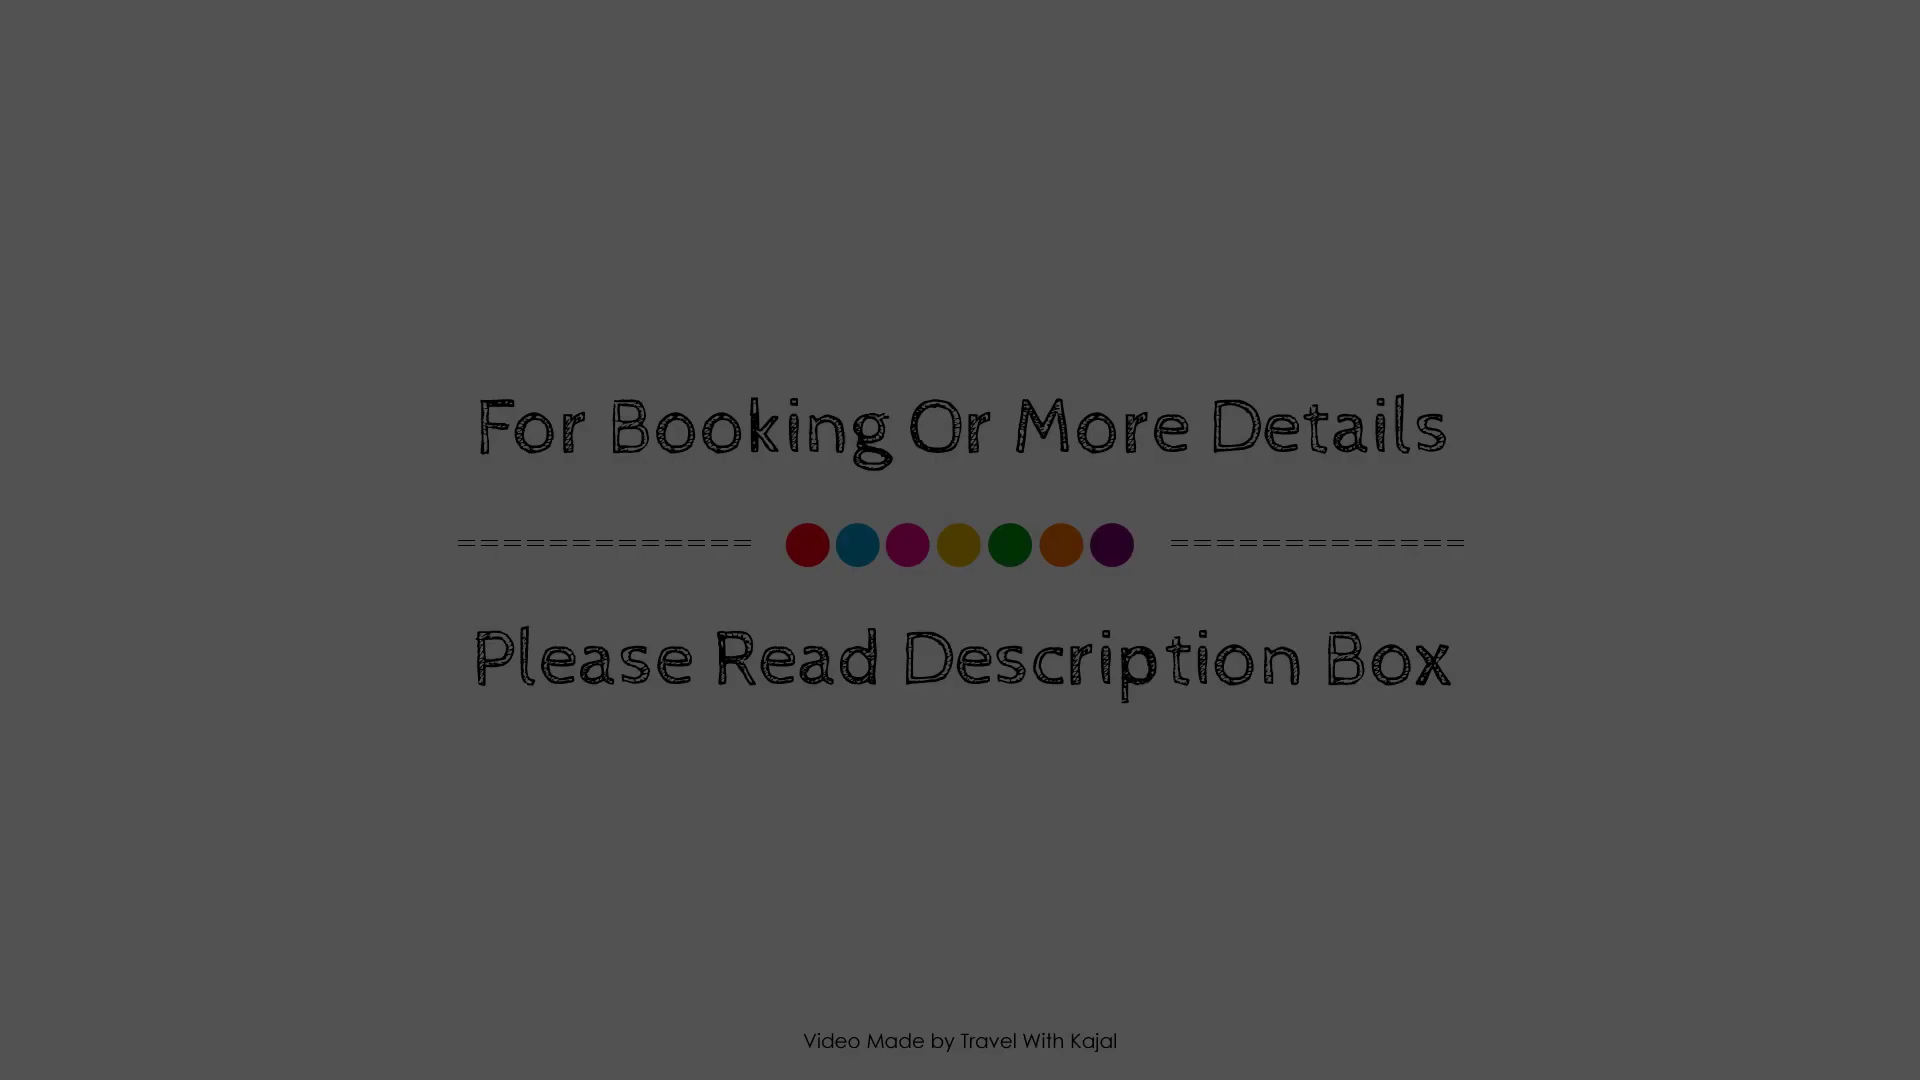 For Booking Or More Details
============= =============
Please Read Description Box
Video Made by Travel With Kajal